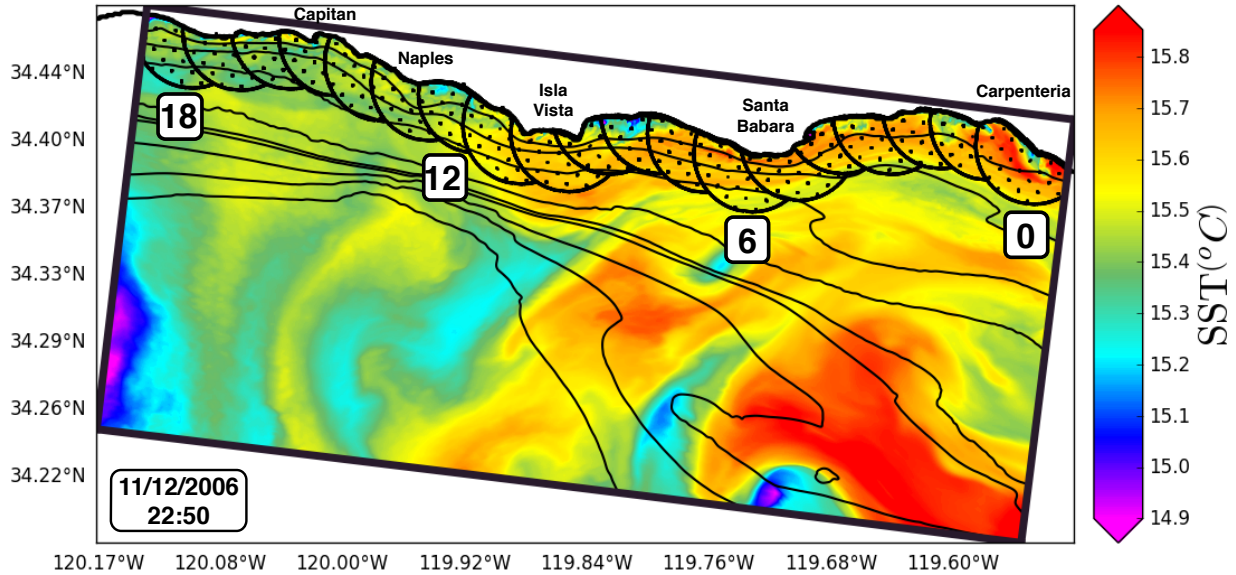 Capitan
Naples
Isla
Vista
Santa
Babara
Carpenteria
34.44°N
34.40°N
34.37°N
34.33°N
34.29°N
34.26°N
34.22°N
18
12
6
0
11/12/2006
22:50
120.17°W 120.08°W 120.00°W 119.92°W 119.84°W 119.76°W 119.68°W 119.60°W
15.8
15.7
15.6
15.5
15.4
15.3
15.2
15.1
15.0
14.9
SST(°C)